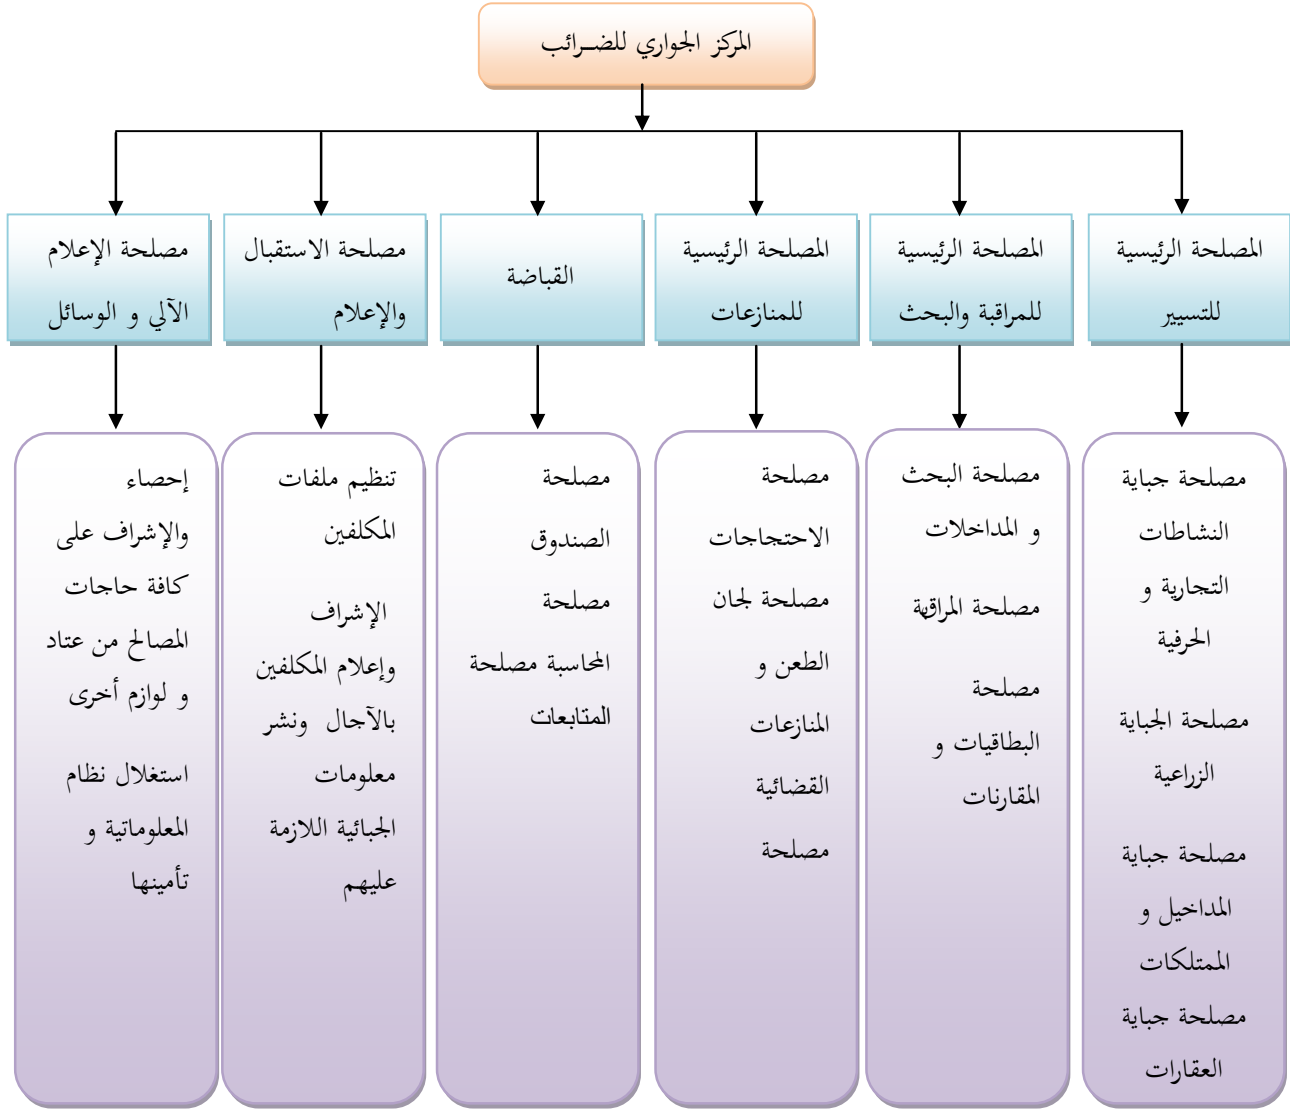 المركز الجواري للضـرائب
المصلحة الرئيسية
للتسيير
المصلحة الرئيسية
للمراقبة والبحث
المصلحة الرئيسية
للمنازعات
القباضة
مصلحة الاستقبال
والإعلام
مصلحة الإعلام
الآلي و الوسائل
مصلحة جباية
النشاطات
التجارية و
الحرفية
مصلحة الجباية
الزراعية
مصلحة جباية
المداخيل و
الممتلكات
مصلحة جباية
العقارات
مصلحة البحث
و المداخلات
مصلحة المراقبة
مصلحة
البطاقيات و
المقارنات
مصلحة
الاحتجاجات
مصلحة لجان
الطعن و
المنازعات
القضائية
مصلحة
مصلحة
الصندوق
مصلحة
المحاسبة مصلحة
المتابعات
تنظيم ملفات
المكلفين
الإشراف
وإعلام المكلفين
بالآجال ونشر
معلومات
الجبائية اللازمة
عليهم
إحصاء
والإشراف على
كافة حاجات
المصالح من عتاد
و لوازم أخرى
استغلال نظام
المعلوماتية و
تأمينها